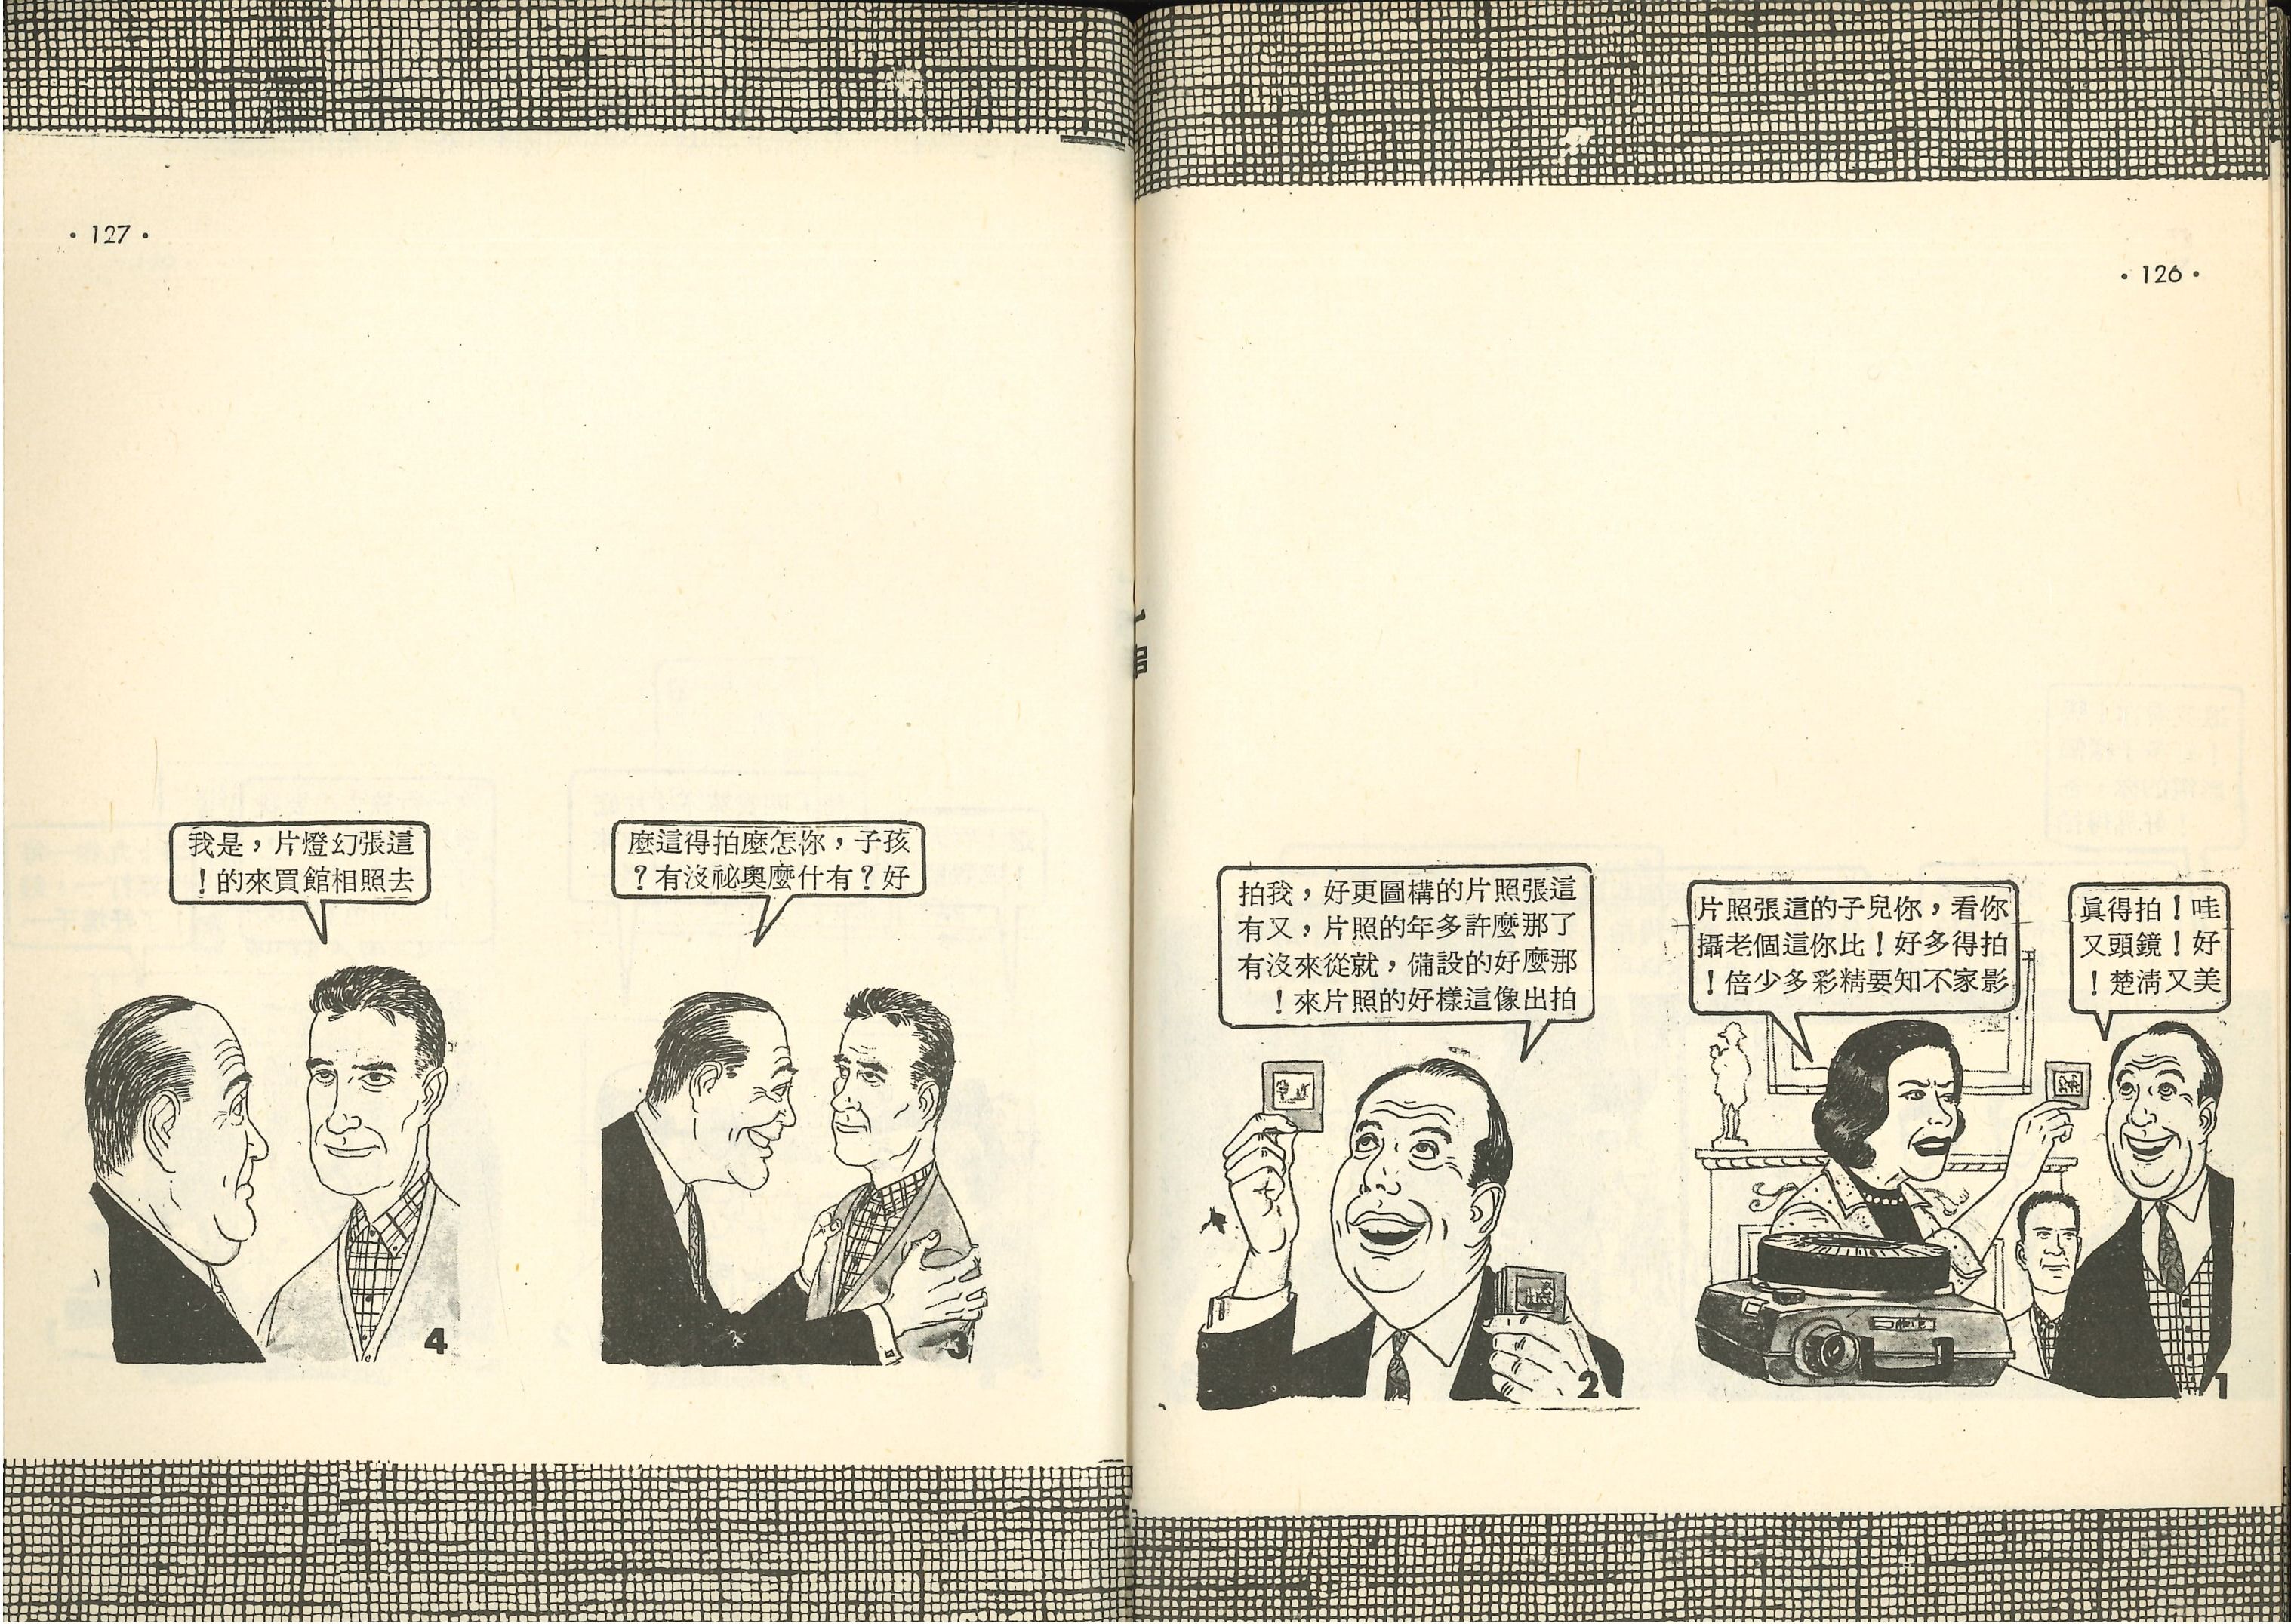 • 126 •
哇！拍得眞
好！鏡頭又
美又淸楚！
你看，你兒子的這張照片
拍得多好！比你這個老攝
影家不知要精彩多少倍！
1
這張照片的構圖更好，我拍
了那麼許多年的照片，又有
那麼好的設備，就從來沒有
拍出像這樣好的照片來！
2
• 127 •
孩子，你怎麼拍得這麼
好？有什麼奧祕沒有？
3
這張幻燈片，是我
去照相館買來的！
4